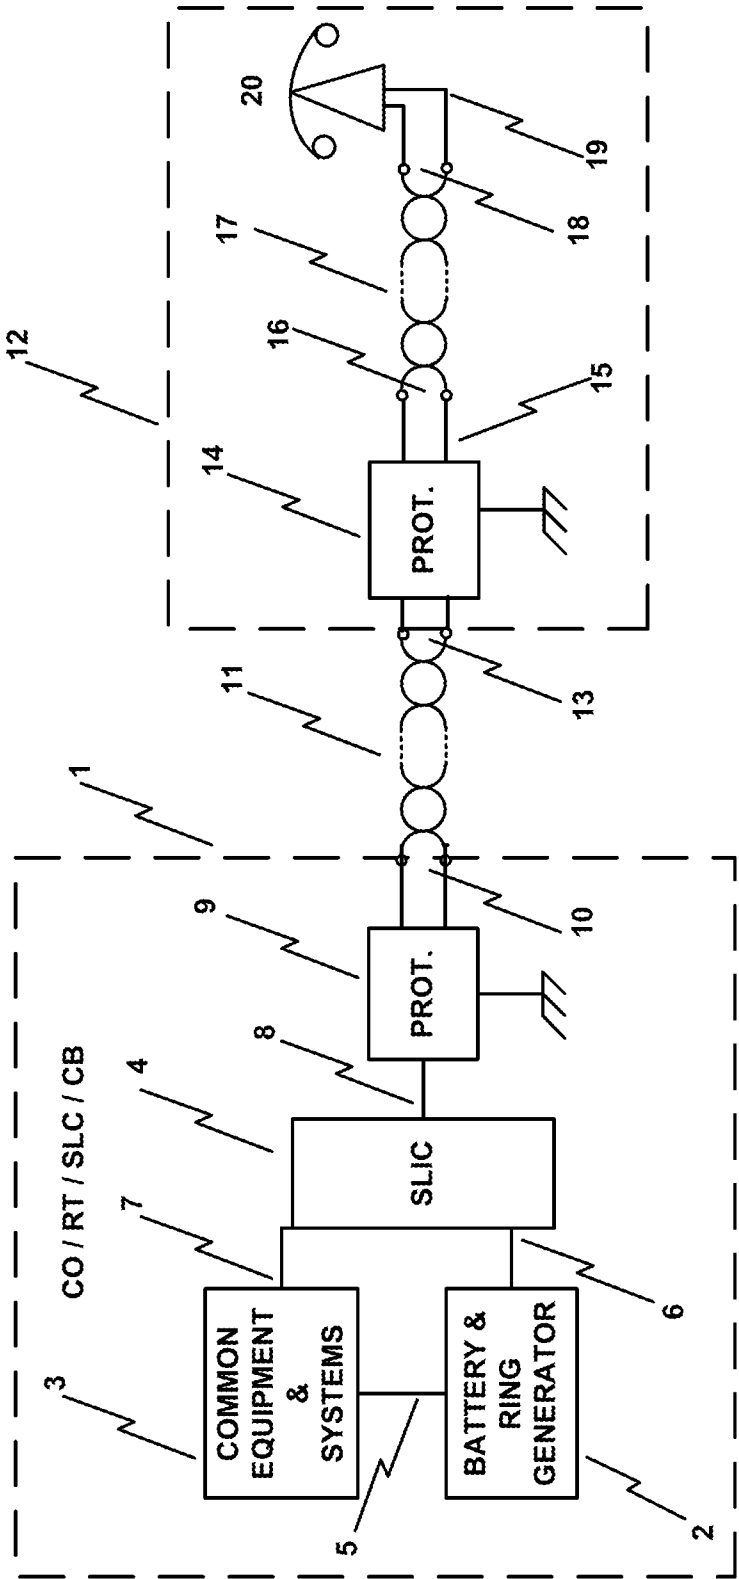 CO / RT / SLC / CB
1
12
3
7
4
9
11
14
17
20
COMMON
EQUIPMENT
&
SYSTEMS
8
16
SLIC
PROT.
PROT.
BATTERY &
RING
GENERATOR
5
2
6
10
13
15
18
19